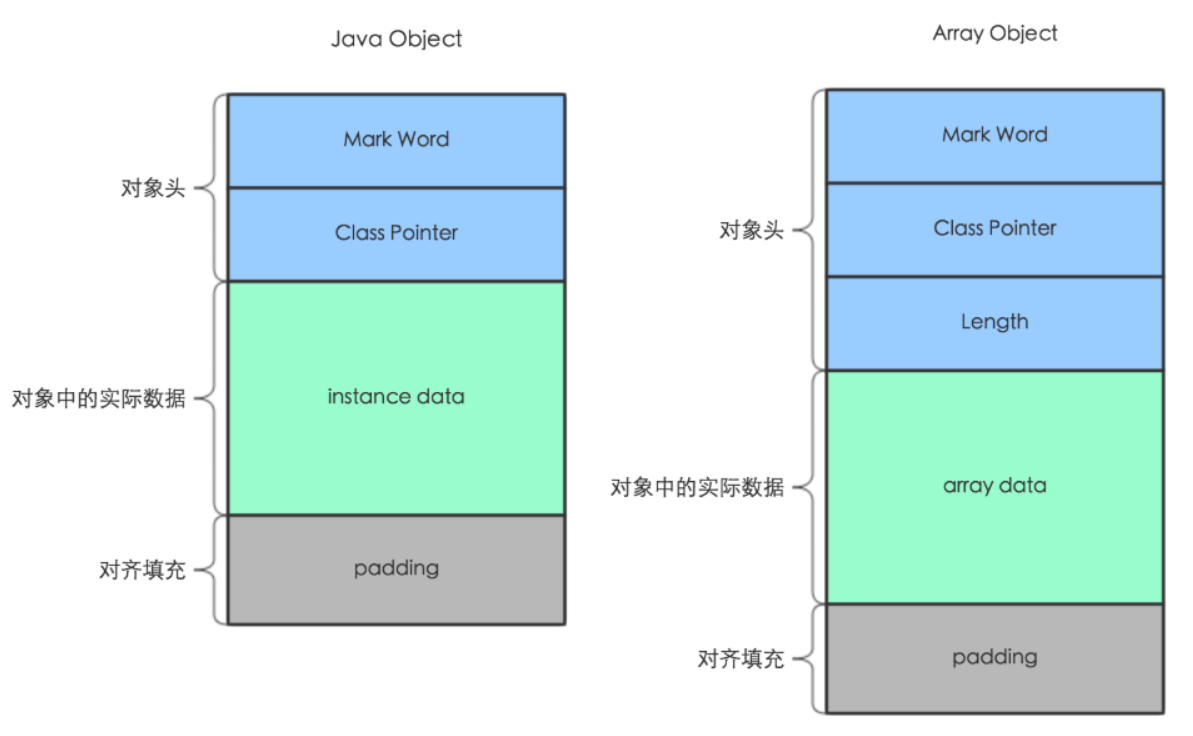 Java Object
对象头
Mark Word
Class Pointer
对象中的实际数据
instance data
对齐填充
padding
Array Object
对象头
Mark Word
Class Pointer
Length
对象中的实际数据
array data
对齐填充
padding